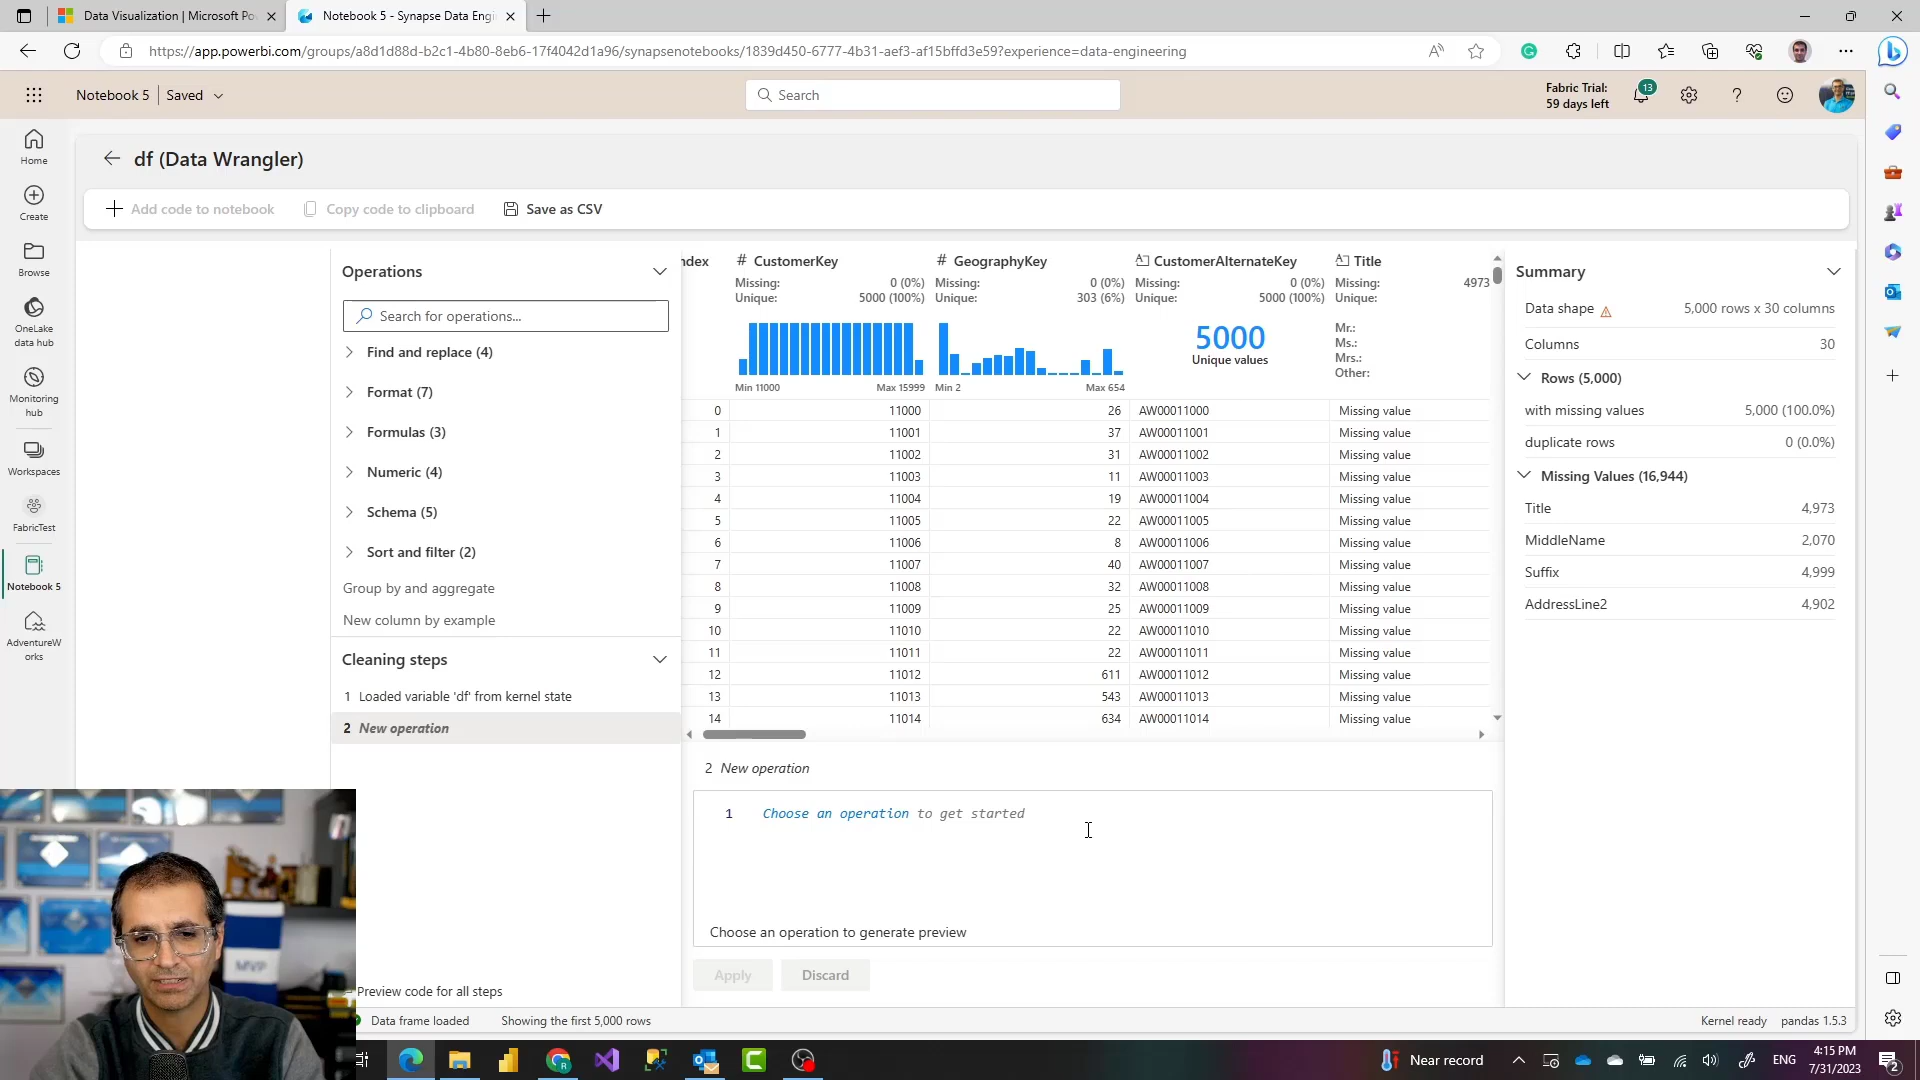 Data Visualization | Microsoft Po
Notebook 5 - Synapse Data Engi
https://app.powerbi.com/groups/a8d1d88d-b2c1-4b80-8eb6-17f4042d1a96/synapsenotebooks/1839d450-6777-4b31-aef3-af15bffd3e59?experience=data-engineering
Notebook 5 | Saved
Search
Fabric Trial:
59 days left
13
Home
Create
Browse
OneLake
data hub
Monitoring
hub
Workspaces
FabricTest
Notebook 5
AdventureW
orks
df (Data Wrangler)
Add code to notebook
Copy code to clipboard
Save as CSV
Operations
Search for operations...
Find and replace (4)
Format (7)
Formulas (3)
Numeric (4)
Schema (5)
Sort and filter (2)
Group by and aggregate
New column by example
Cleaning steps
1 Loaded variable 'df' from kernel state
2 New operation
Preview code for all steps
ndex # CustomerKey # GeographyKey CustomerAlternateKey Title
Missing: 0 (0%) Missing: 0 (0%) Missing: 0 (0%) Missing: 4973
Unique: 5000 (100%) Unique: 303 (6%) Unique: 5000 (100%) Unique:
5000
Unique values
Mr.:
Ms.:
Mrs.:
Other:
Min 11000 Max 15999 Min 2 Max 654
0 11000 26 AW00011000 Missing value
1 11001 37 AW00011001 Missing value
2 11002 31 AW00011002 Missing value
3 11003 11 AW00011003 Missing value
4 11004 19 AW00011004 Missing value
5 11005 22 AW00011005 Missing value
6 11006 8 AW00011006 Missing value
7 11007 40 AW00011007 Missing value
8 11008 32 AW00011008 Missing value
9 11009 25 AW00011009 Missing value
10 11010 22 AW00011010 Missing value
11 11011 22 AW00011011 Missing value
12 11012 611 AW00011012 Missing value
13 11013 543 AW00011013 Missing value
14 11014 634 AW00011014 Missing value
2 New operation
1 Choose an operation to get started
Choose an operation to generate preview
Apply
Discard
Summary
Data shape 5,000 rows x 30 columns
Columns 30
Rows (5,000)
with missing values 5,000 (100.0%)
duplicate rows 0 (0.0%)
Missing Values (16,944)
Title 4,973
MiddleName 2,070
Suffix 4,999
AddressLine2 4,902
Data frame loaded
Showing the first 5,000 rows
Kernel ready
pandas 1.5.3
MVP
Near record
ENG
4:15 PM
7/31/2023
2